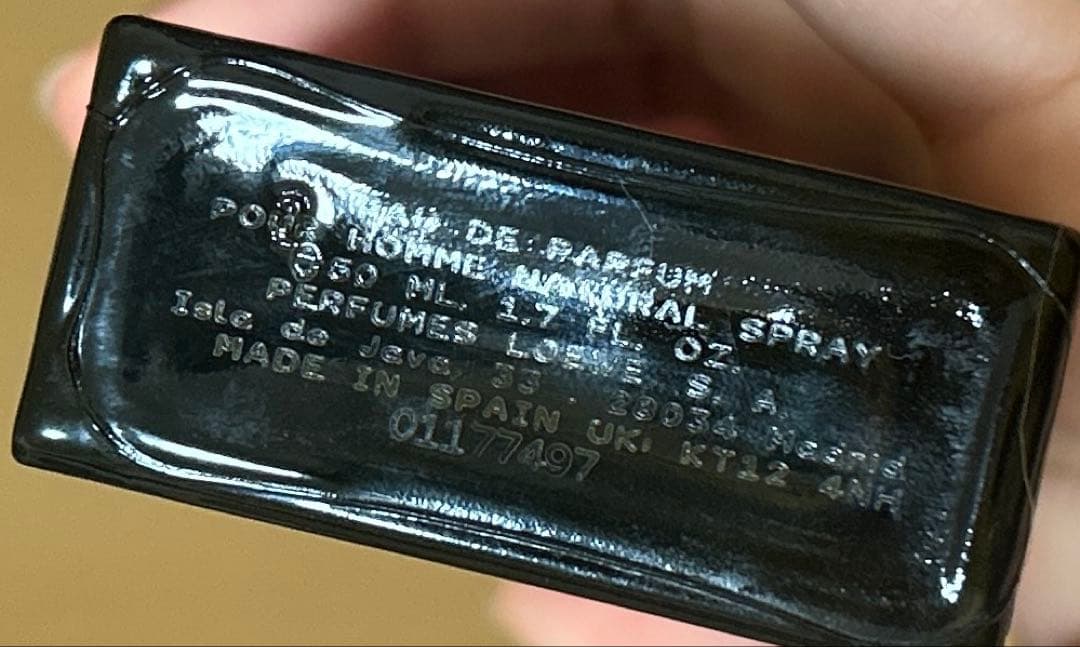 EAU DE PARFUM
POUR HOMME NATURAL SPRAY
℮50 ML. 1.7 FL. OZ.
PERFUMES LOEWE S. A.
Isla de Java, 33 28034 Madrid
MADE IN SPAIN UK: KT12 4NH
01177497